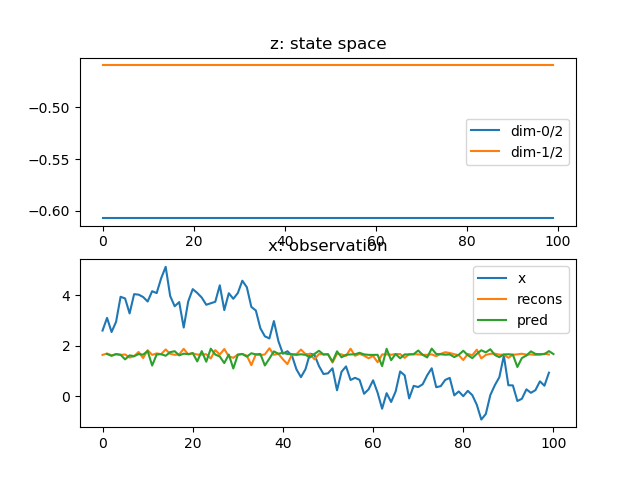 z: state space
−0.50
−0.55
−0.60
dim-0/2
dim-1/2
0 20 40 60 80 100
x: observation
4
2
0
x
recons
pred
0 20 40 60 80 100